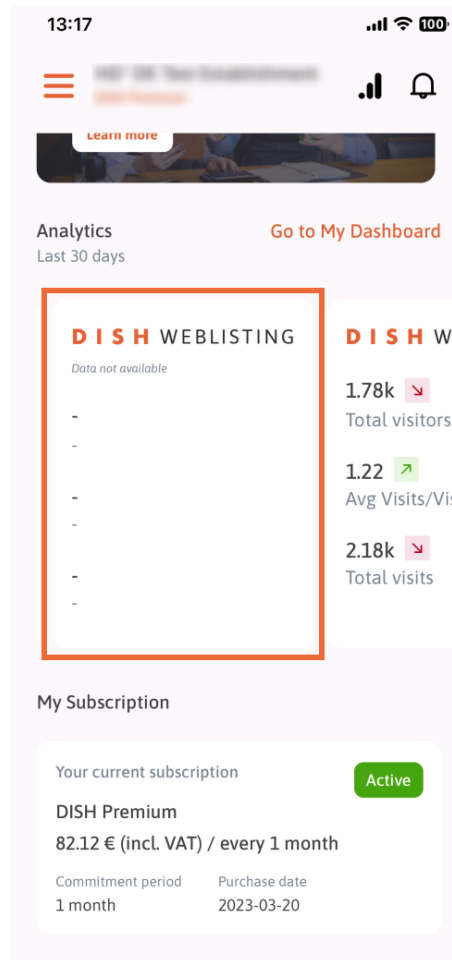 13:17
100
Learn more
Analytics
Go to My Dashboard
Last 30 days
DISH WEBLISTING
Data not available
-
-
-
-
-
-
DISH W
1.78k
Total visitors
1.22
Avg Visits/Vis
2.18k
Total visits
My Subscription
Your current subscription
Active
DISH Premium
82.12 € (incl. VAT) / every 1 month
Commitment period
Purchase date
1 month
2023-03-20